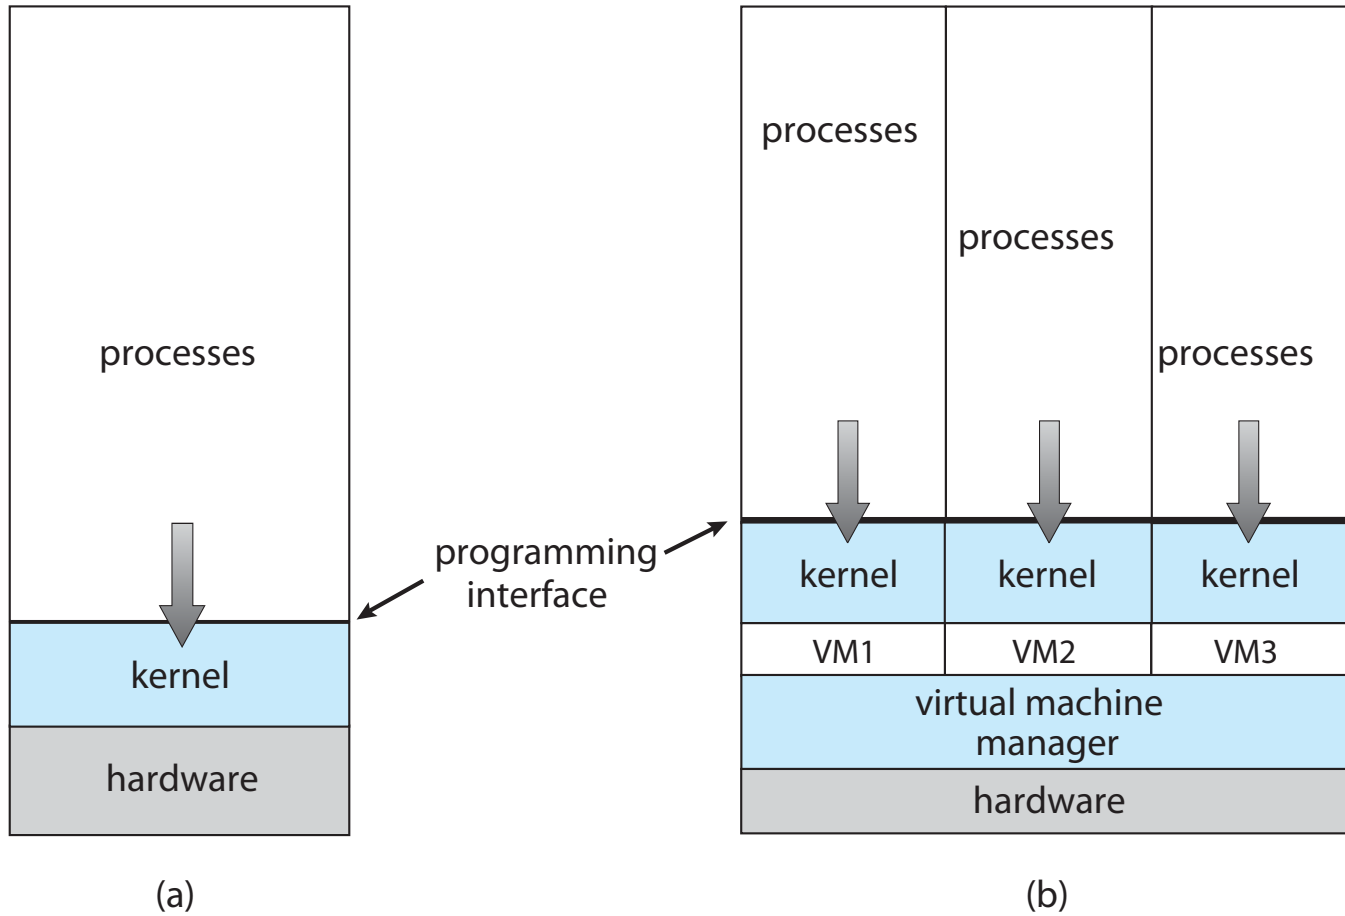 processes
kernel
hardware
(a)
programming
interface
processes
processes
processes
kernel
kernel
kernel
VM1
VM2
VM3
virtual machine
manager
hardware
(b)